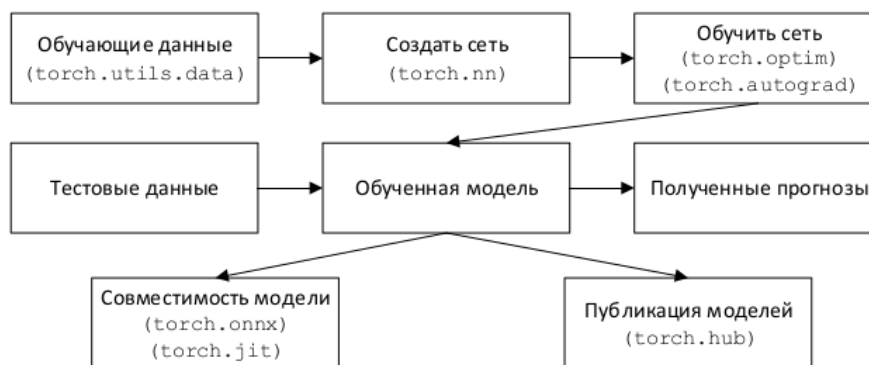 Обучающие данные
(torch.utils.data)
Создать сеть
(torch.nn)
Обучить сеть
(torch.optim)
(torch.autograd)
Тестовые данные
Обученная модель
Полученные прогнозы
Совместимость модели
(torch.onnx)
(torch.jit)
Публикация моделей
(torch.hub)